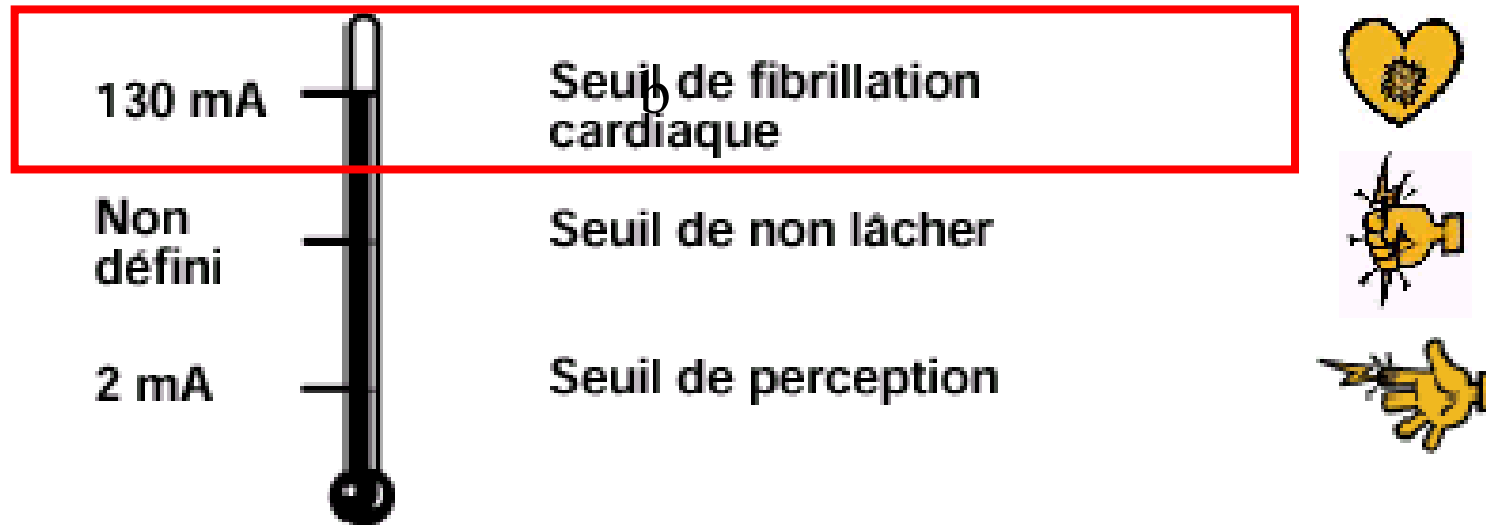 130 mA
Seuil de fibrillation
cardiaque
b
Non
défini
Seuil de non lâcher
2 mA
Seuil de perception